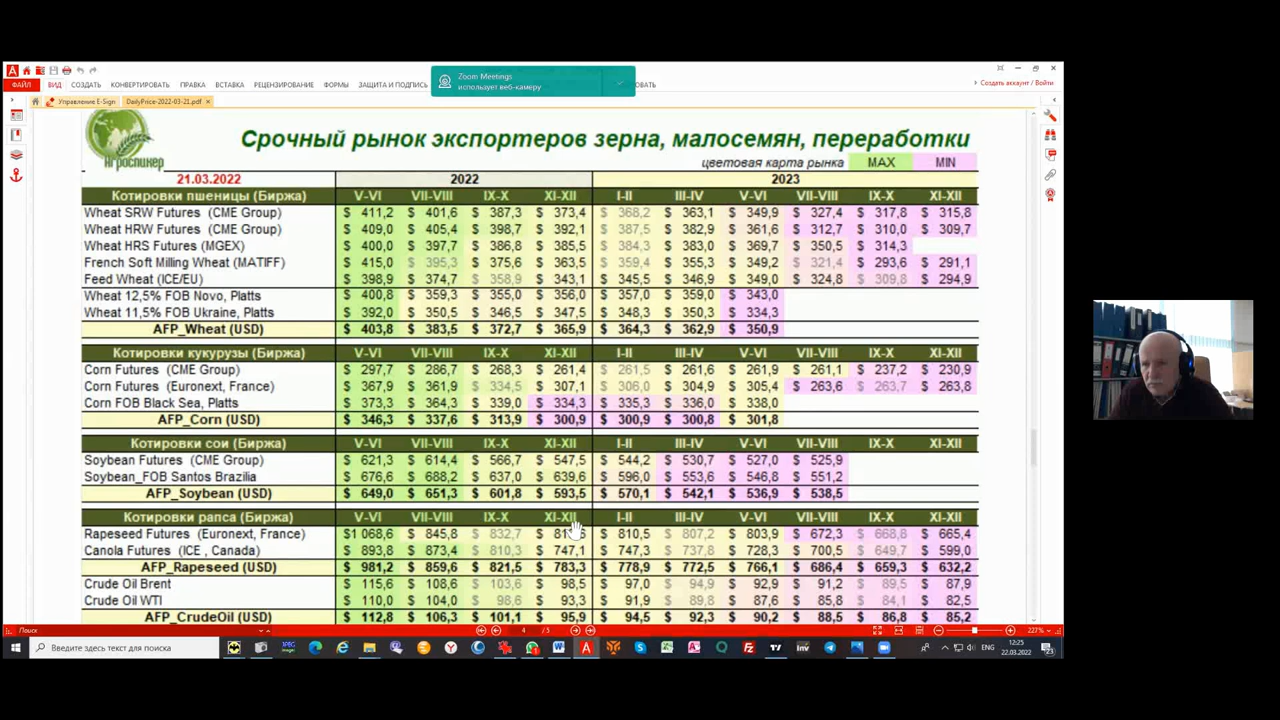 Zoom Meetings
использует веб-камеру
ФАЙЛ ВИД СОЗДАТЬ КОНВЕРТИРОВАТЬ ПРАВКА ВСТАВКА РЕЦЕНЗИРОВАНИЕ ФОРМЫ ЗАЩИТА И ПОДПИСЬ
Создать аккаунт / Войти
Управление E-Sign DailyPrice-2022-03-21.pdf
Агроспикер
Срочный рынок экспортеров зерна, малосемян, переработки
цветовая карта рынка MAX MIN
21.03.2022 2022 2023
Котировки пшеницы (Биржа) V-VI VII-VIII IX-X XI-XII I-II III-IV V-VI VII-VIII IX-X XI-XII
Wheat SRW Futures (CME Group) $ 411,2 $ 401,6 $ 387,3 $ 373,4 $ 368,2 $ 363,1 $ 349,9 $ 327,4 $ 317,8 $ 315,8
Wheat HRW Futures (CME Group) $ 409,0 $ 405,4 $ 398,7 $ 392,1 $ 387,5 $ 382,9 $ 361,6 $ 312,7 $ 310,0 $ 309,7
Wheat HRS Futures (MGEX) $ 400,0 $ 397,7 $ 386,8 $ 385,5 $ 384,3 $ 383,0 $ 369,7 $ 350,5 $ 314,3
French Soft Milling Wheat (MATIFF) $ 415,0 $ 395,3 $ 375,6 $ 363,5 $ 359,4 $ 355,3 $ 349,2 $ 321,4 $ 293,6 $ 291,1
Feed Wheat (ICE/EU) $ 398,9 $ 374,7 $ 358,9 $ 343,1 $ 345,5 $ 346,9 $ 349,0 $ 324,8 $ 309,8 $ 294,9
Wheat 12,5% FOB Novo, Platts $ 400,8 $ 359,3 $ 355,0 $ 356,0 $ 357,0 $ 359,0 $ 343,0
Wheat 11,5% FOB Ukraine, Platts $ 392,0 $ 350,5 $ 346,5 $ 347,5 $ 348,3 $ 350,3 $ 334,3
AFP_Wheat (USD) $ 403,8 $ 383,5 $ 372,7 $ 365,9 $ 364,3 $ 362,9 $ 350,9
Котировки кукурузы (Биржа) V-VI VII-VIII IX-X XI-XII I-II III-IV V-VI VII-VIII IX-X XI-XII
Corn Futures (CME Group) $ 297,7 $ 286,7 $ 268,3 $ 261,4 $ 261,5 $ 261,6 $ 261,9 $ 261,1 $ 237,2 $ 230,9
Corn Futures (Euronext, France) $ 367,9 $ 361,9 $ 334,5 $ 307,1 $ 306,0 $ 304,9 $ 305,4 $ 263,6 $ 263,7 $ 263,8
Corn FOB Black Sea, Platts $ 373,3 $ 364,3 $ 339,0 $ 334,3 $ 335,3 $ 336,0 $ 338,0
AFP_Corn (USD) $ 346,3 $ 337,6 $ 313,9 $ 300,9 $ 300,9 $ 300,8 $ 301,8
Котировки сои (Биржа) V-VI VII-VIII IX-X XI-XII I-II III-IV V-VI VII-VIII IX-X XI-XII
Soybean Futures (CME Group) $ 621,3 $ 614,4 $ 566,7 $ 547,5 $ 544,2 $ 530,7 $ 527,0 $ 525,9
Soybean_FOB Santos Brazilia $ 676,6 $ 688,2 $ 637,0 $ 639,6 $ 596,0 $ 553,6 $ 546,8 $ 551,2
AFP_Soybean (USD) $ 649,0 $ 651,3 $ 601,8 $ 593,5 $ 570,1 $ 542,1 $ 536,9 $ 538,5
Котировки рапса (Биржа) V-VI VII-VIII IX-X XI-XII I-II III-IV V-VI VII-VIII IX-X XI-XII
Rapeseed Futures (Euronext, France) $1 068,6 $ 845,8 $ 832,7 $ $ 810,5 $ 807,2 $ 803,9 $ 672,3 $ 668,8 $ 665,4
Canola Futures (ICE , Canada) $ 893,8 $ 873,4 $ 810,3 $ 747,1 $ 747,3 $ 737,8 $ 728,3 $ 700,5 $ 649,7 $ 599,0
AFP_Rapeseed (USD) $ 981,2 $ 859,6 $ 821,5 $ 783,3 $ 778,9 $ 772,5 $ 766,1 $ 686,4 $ 659,3 $ 632,2
Crude Oil Brent $ 115,6 $ 108,6 $ 103,6 $ 98,5 $ 97,0 $ 94,9 $ 92,9 $ 91,2 $ 89,5 $ 87,9
Crude Oil WTI $ 110,0 $ 104,0 $ 98,6 $ 93,3 $ 91,9 $ 89,8 $ 87,6 $ 85,8 $ 84,1 $ 82,5
AFP_CrudeOil (USD) $ 112,8 $ 106,3 $ 101,1 $ 95,9 $ 94,5 $ 92,3 $ 90,2 $ 88,5 $ 86,8 $ 85,2
Поиск 4 / 5 227%
Введите здесь текст для поиска ENG 12:25
22.03.2022